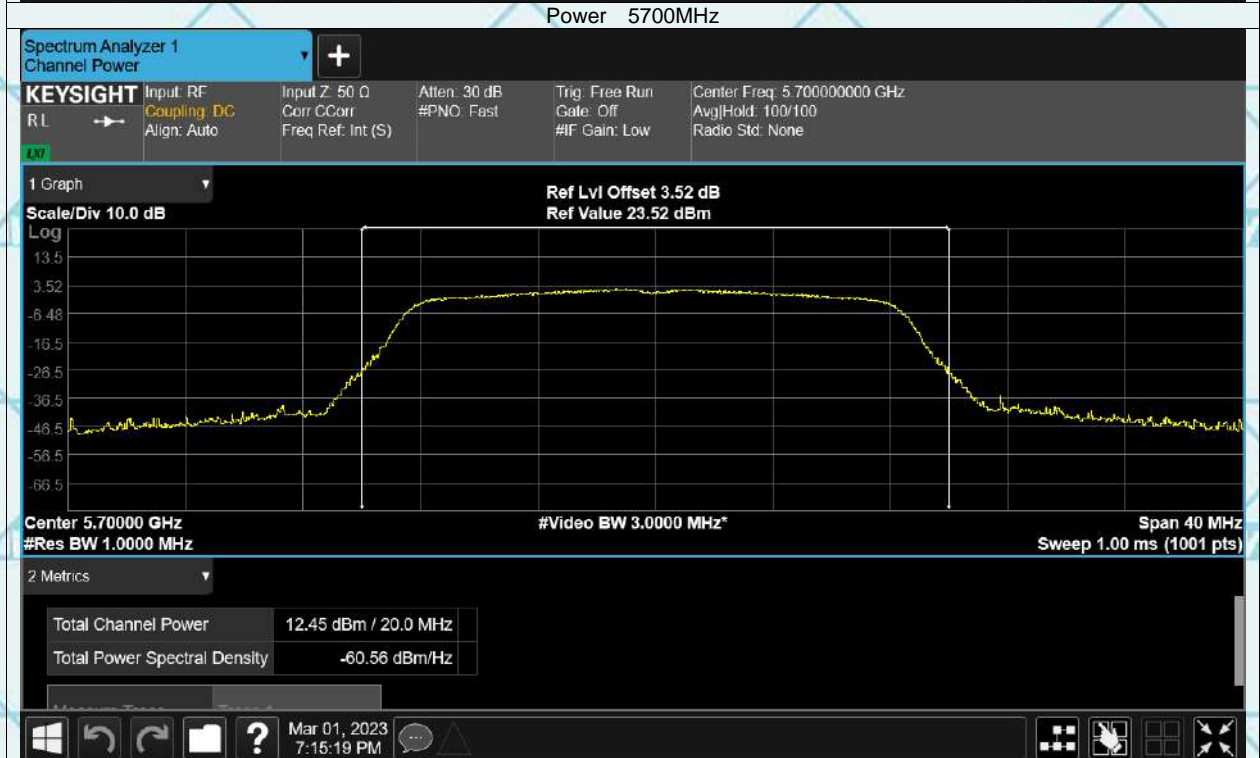 Power 5700MHz
Spectrum Analyzer 1
Channel Power
+
KEYSIGHT
RL
LXI
Input: RF
Coupling: DC
Align: Auto
Input Z: 50 Ω
Corr CCorr
Freq Ref: Int (S)
Atten: 30 dB
#PNO: Fast
Trig: Free Run
Gate: Off
#IF Gain: Low
Center Freq: 5.700000000 GHz
Avg|Hold: 100/100
Radio Std: None
1 Graph
Scale/Div 10.0 dB
Ref Lvl Offset 3.52 dB
Ref Value 23.52 dBm
Log
13.5
3.52
-6.48
-16.5
-26.5
-36.5
-46.5
-56.5
-66.5
Center 5.70000 GHz
#Res BW 1.0000 MHz
#Video BW 3.0000 MHz*
Span 40 MHz
Sweep 1.00 ms (1001 pts)
2 Metrics
Total Channel Power 12.45 dBm / 20.0 MHz
Total Power Spectral Density -60.56 dBm/Hz
?
Mar 01, 2023
7:15:19 PM